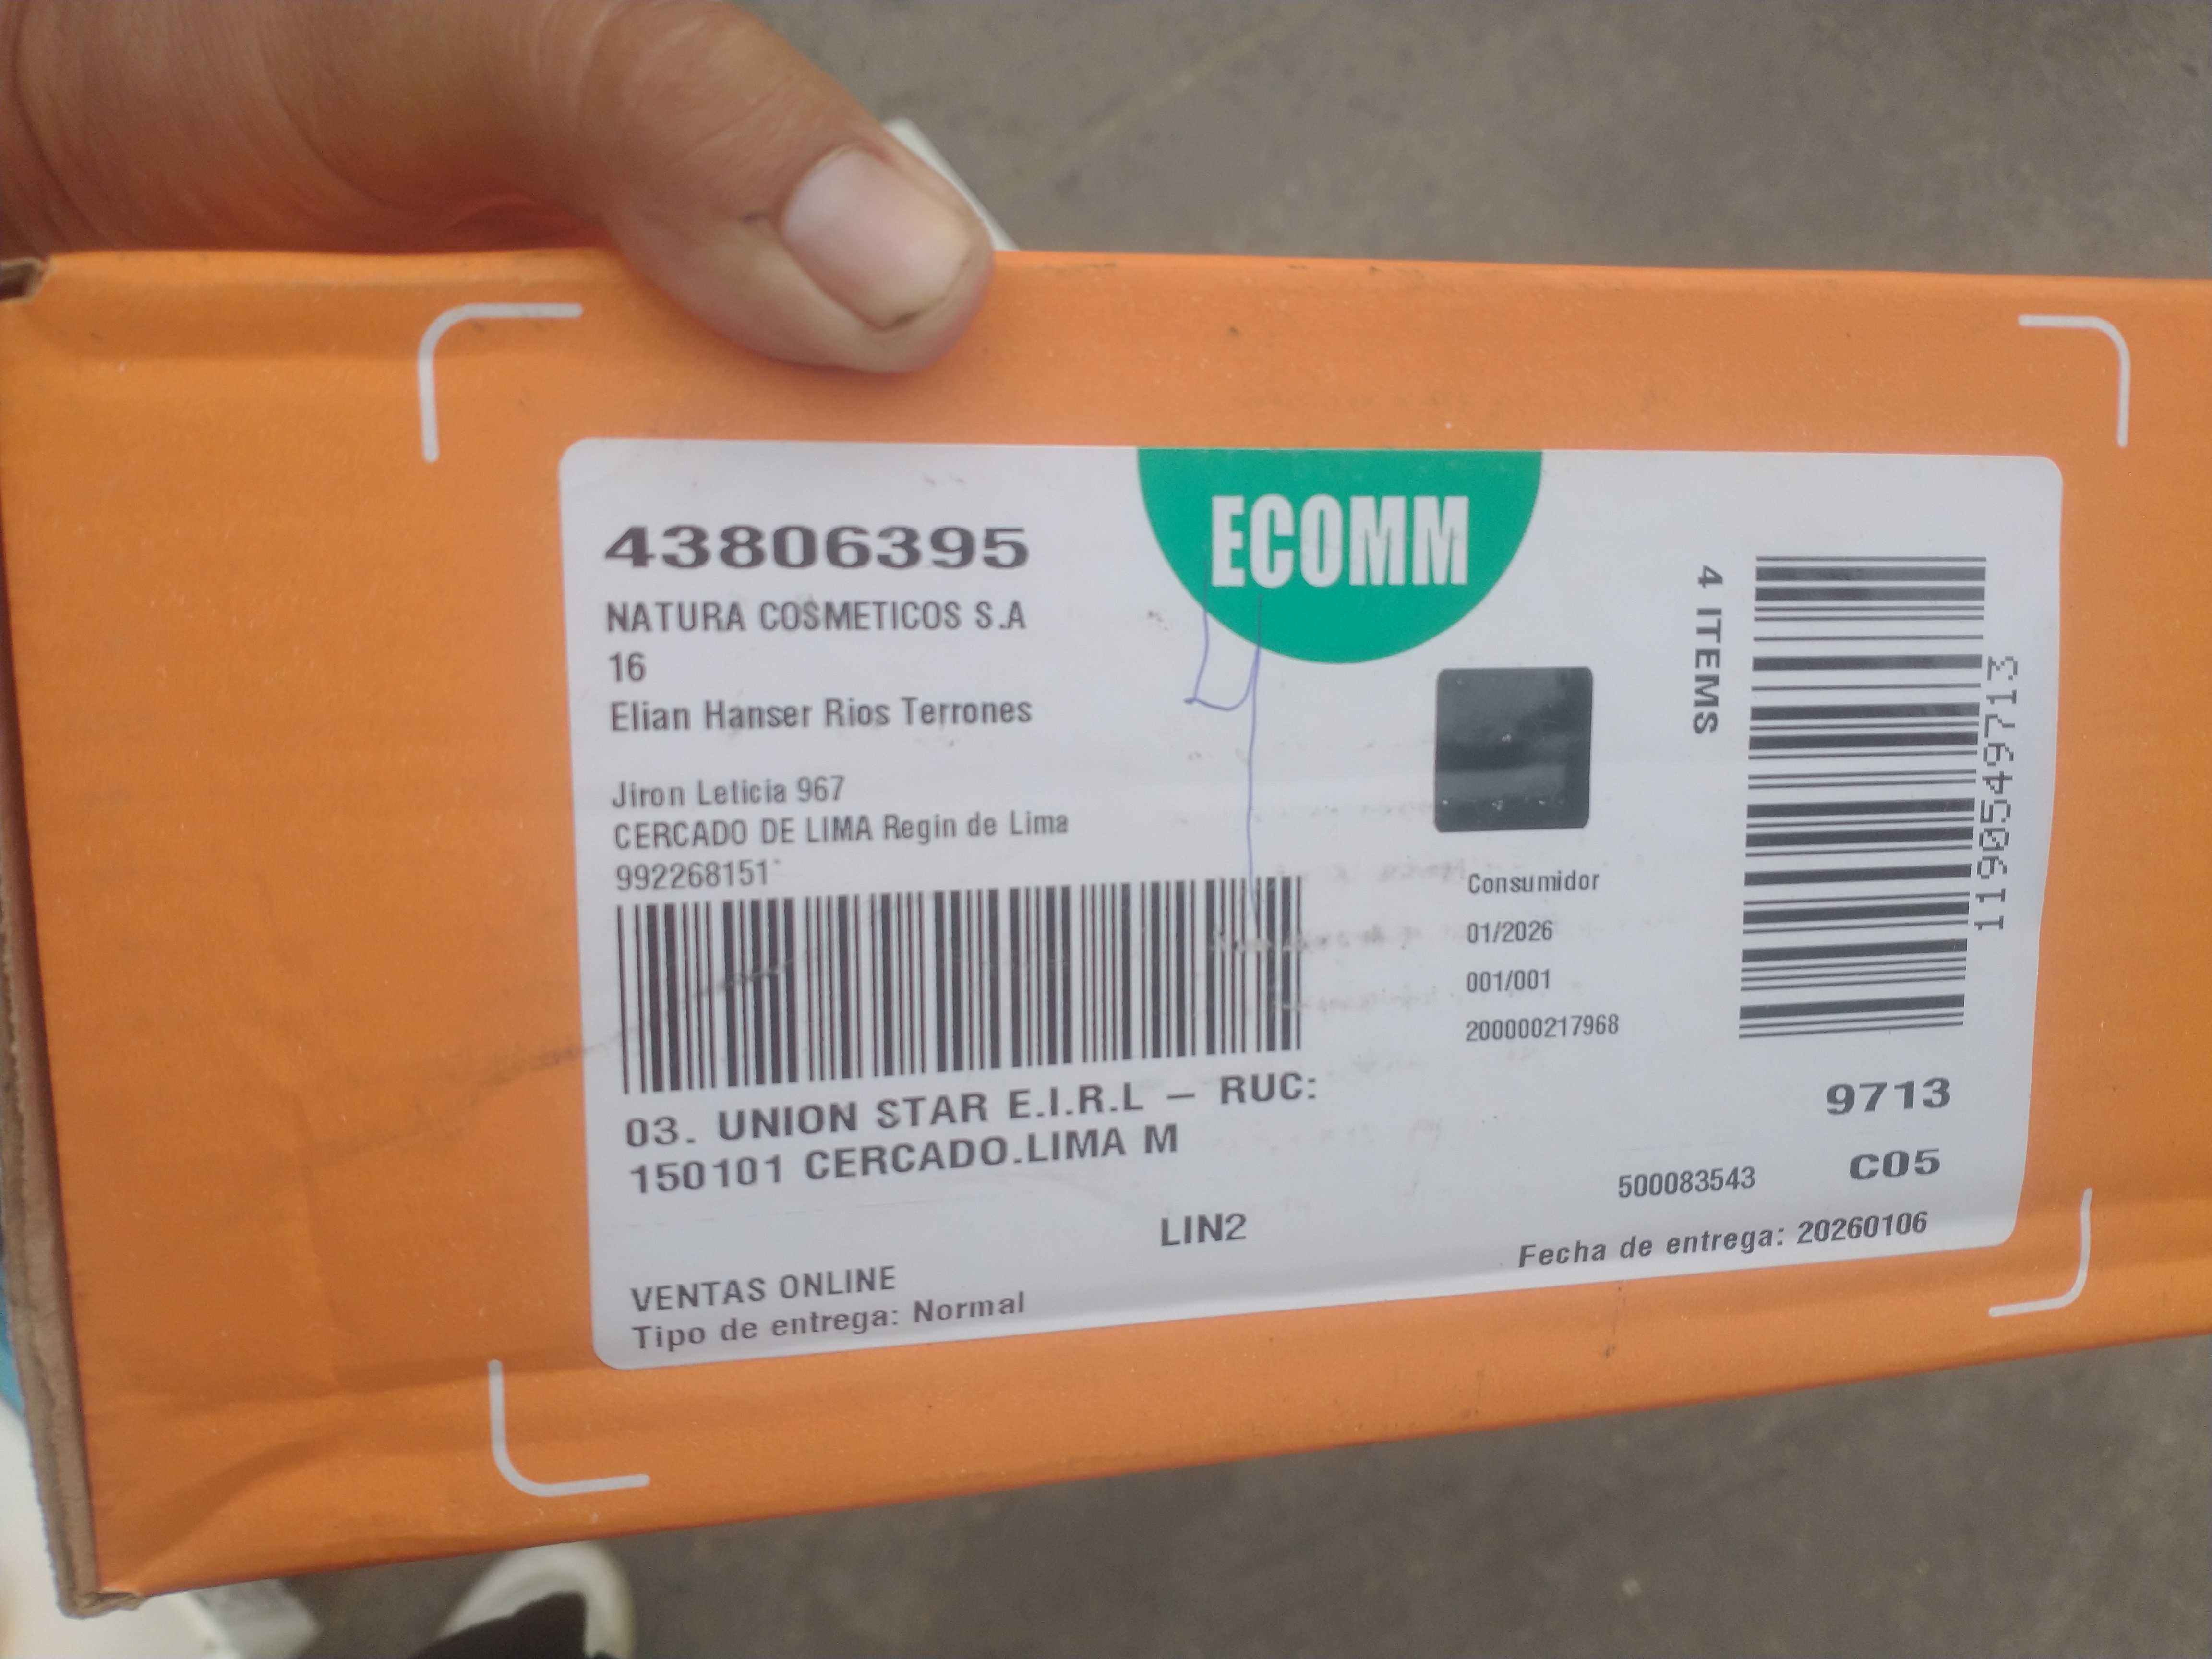 ECOMM
43806395
NATURA COSMETICOS S.A
16
Elian Hanser Rios Terrones
Jiron Leticia 967
CERCADO DE LIMA Regin de Lima
992268151
4 ITEMS
1190549713
Consumidor
01/2026
001/001
200000217968
03. UNION STAR E.I.R.L – RUC:
150101 CERCADO.LIMA M
9713
500083543 C05
LIN2
Fecha de entrega: 20260106
VENTAS ONLINE
Tipo de entrega: Normal